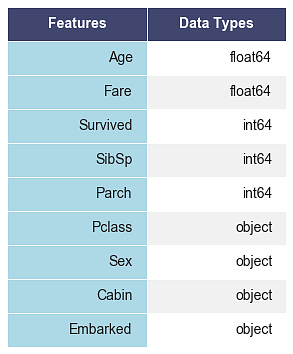 Features Data Types
Age float64
Fare float64
Survived int64
SibSp int64
Parch int64
Pclass object
Sex object
Cabin object
Embarked object